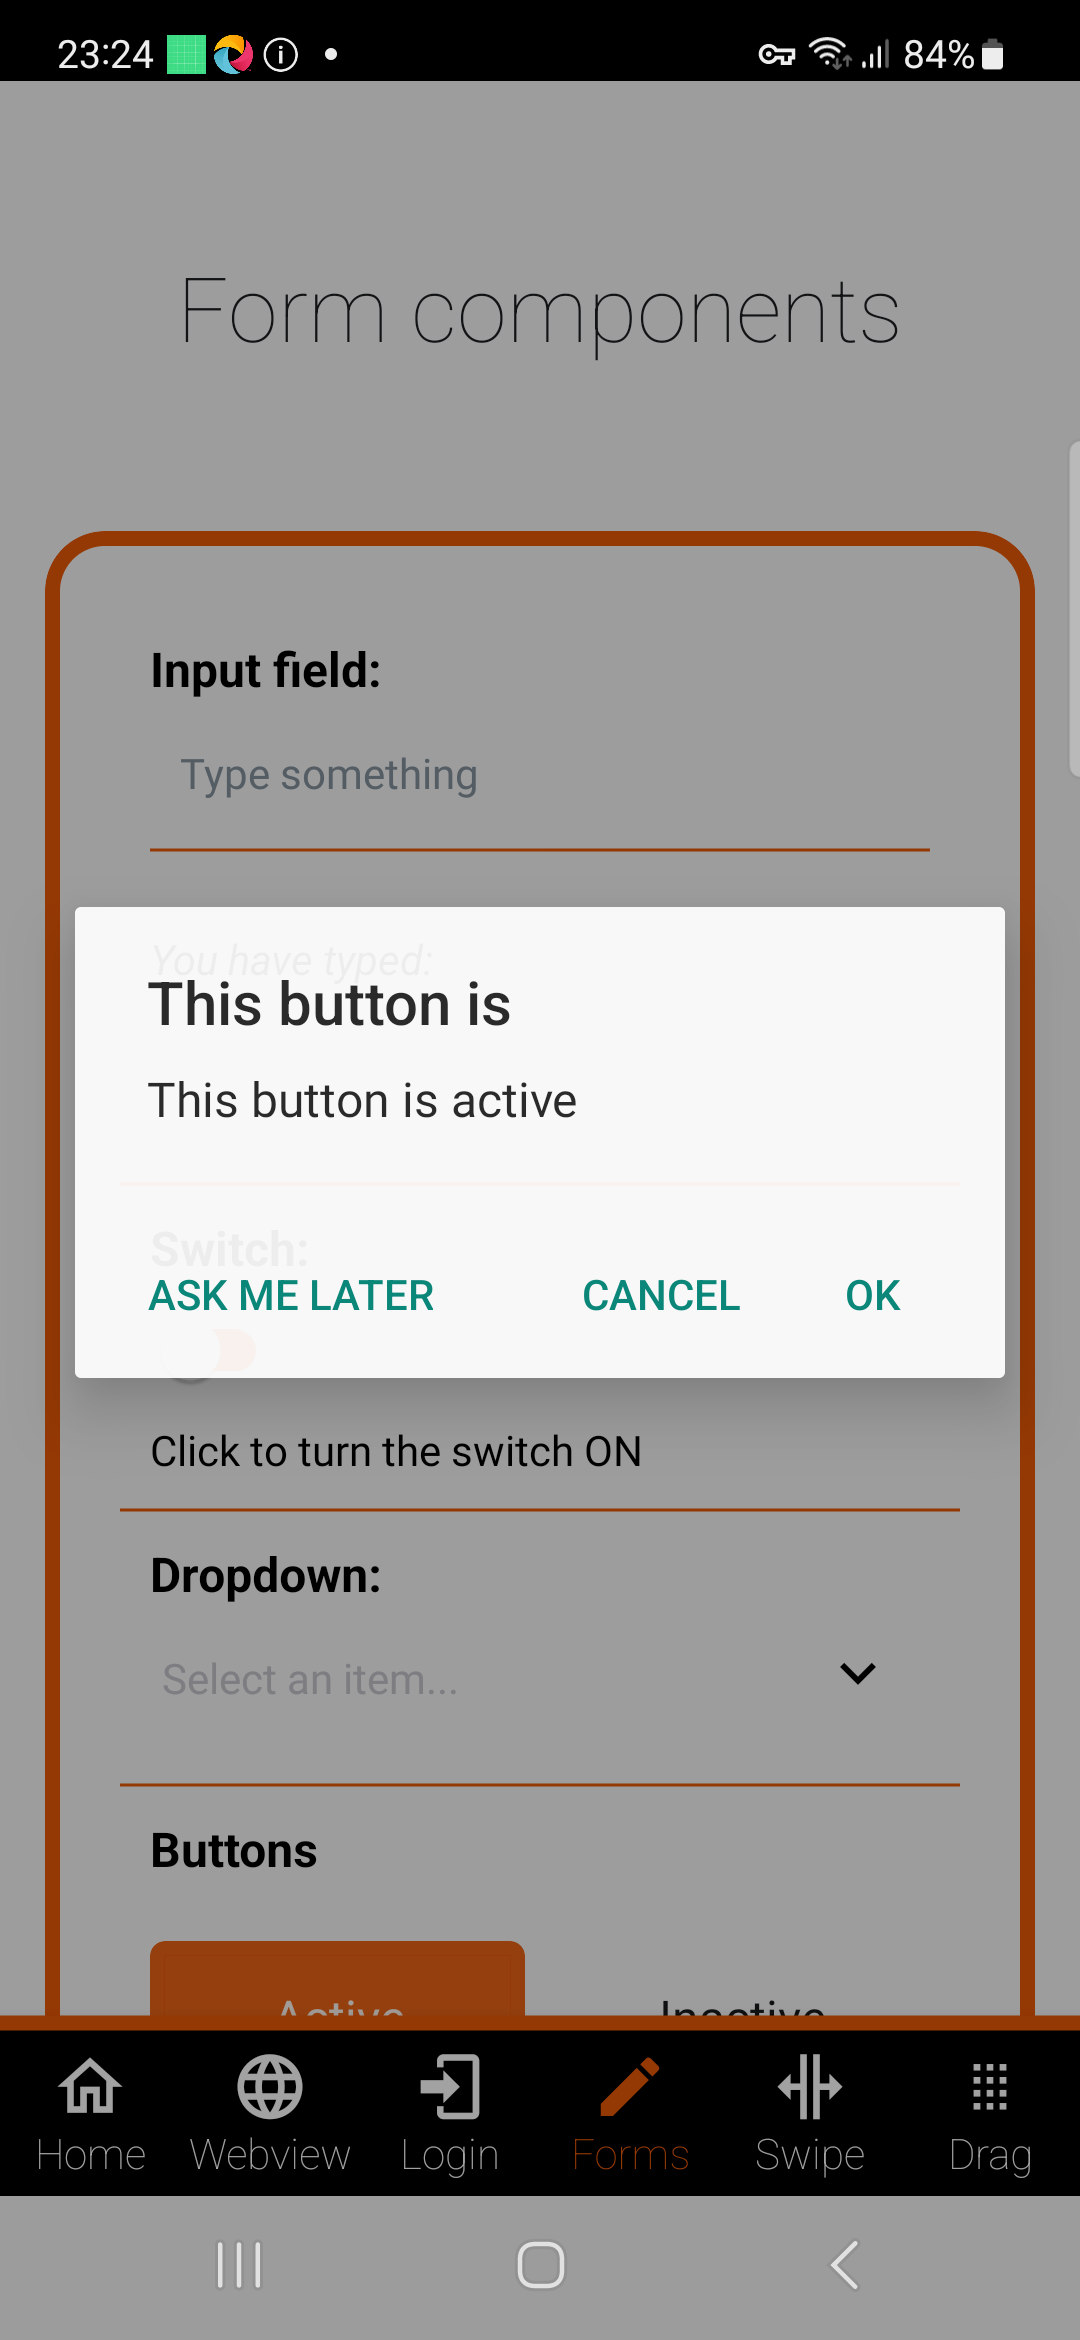 23:24 84%
Form components
Input field:
Type something
You have typed:
This button is
This button is active
Switch:
ASK ME LATER CANCEL OK
Click to turn the switch ON
Dropdown:
Select an item...
Buttons
Active Inactive
Home Webview Login Forms Swipe Drag